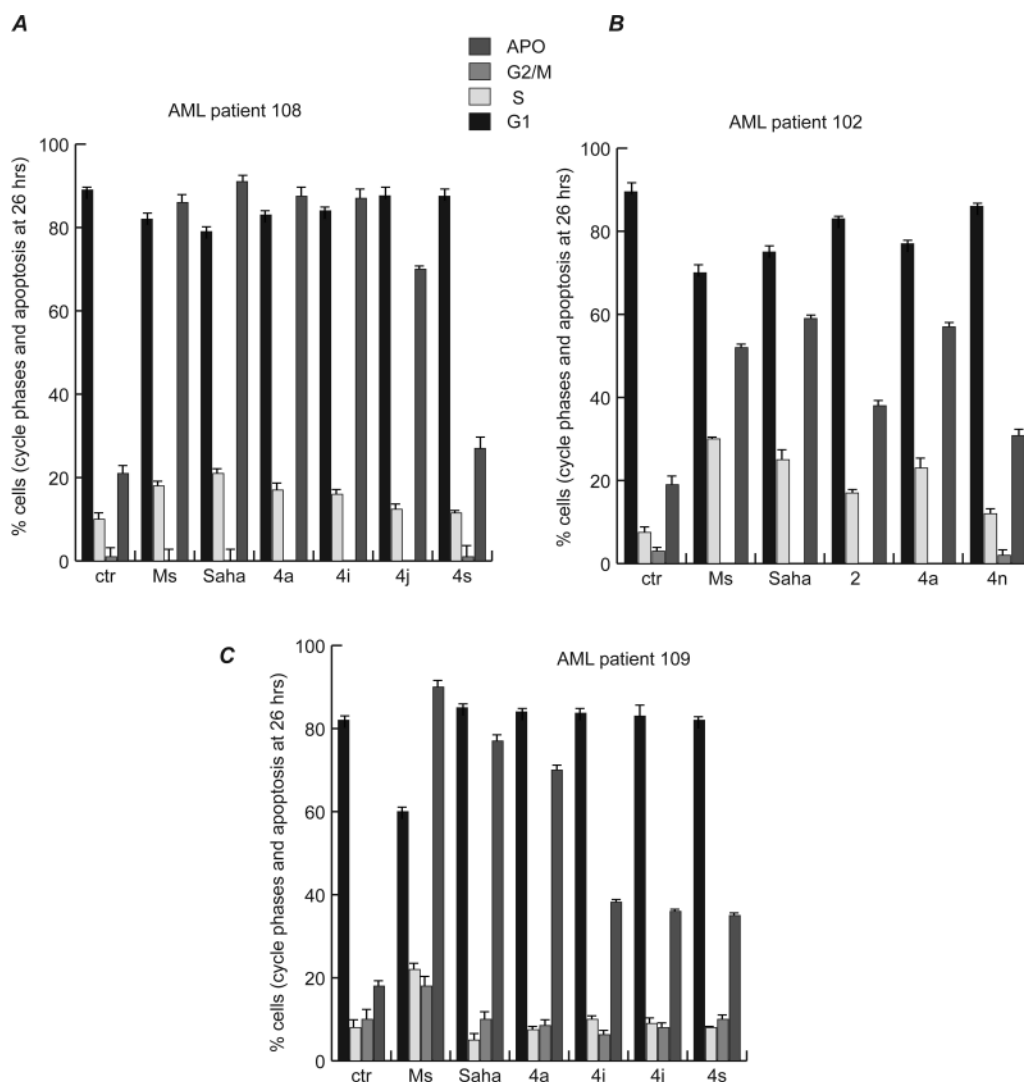 A
B
APO
G2/M
S
G1
AML patient 108
AML patient 102
% cells (cycle phases and apoptosis at 26 hrs)
100
80
60
40
20
0
ctr Ms Saha 4a 4i 4j 4s
% cells (cycle phases and apoptosis at 26 hrs)
100
80
60
40
20
0
ctr Ms Saha 2 4a 4n
C
AML patient 109
% cells (cycle phases and apoptosis at 26 hrs)
100
80
60
40
20
0
ctr Ms Saha 4a 4i 4i 4s